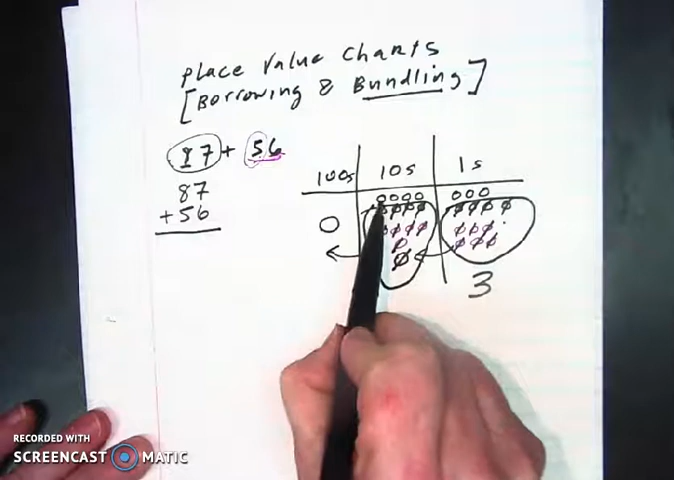 Place Value Charts
[Borrowing & Bundling]
87 + 56
87
+56
100s 10s 1s
0
3
RECORDED WITH
SCREENCAST MATIC